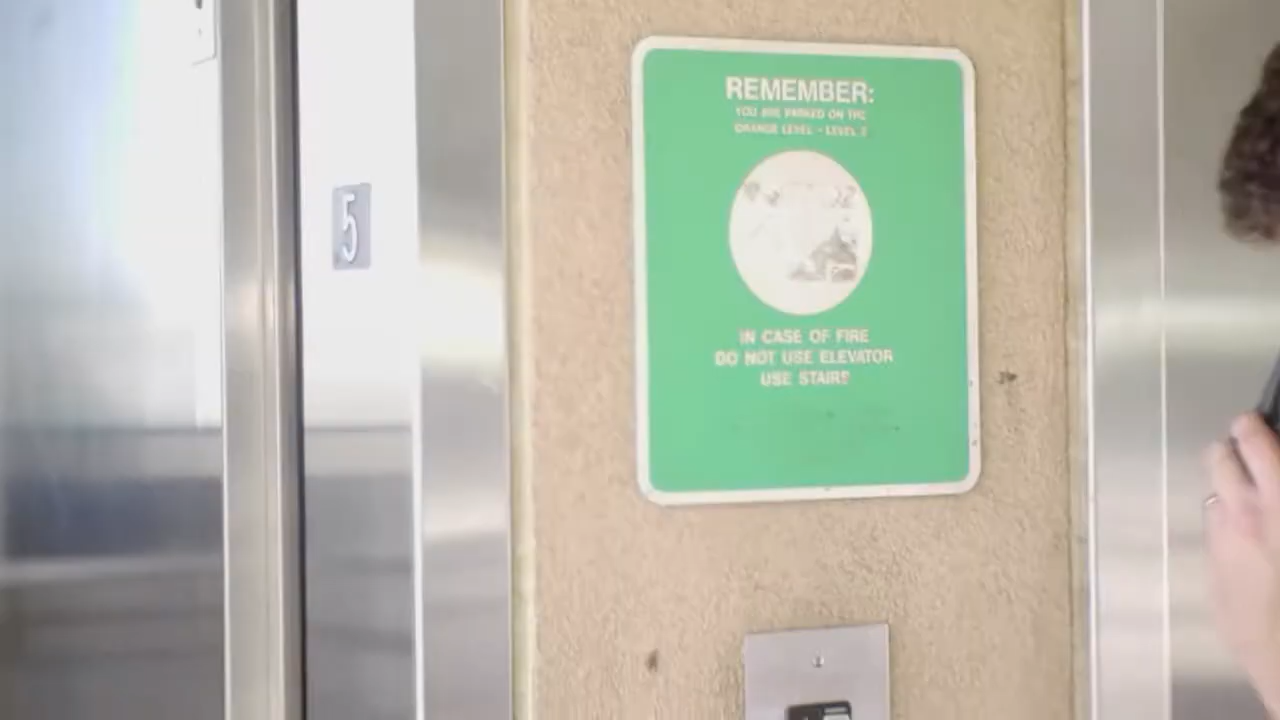 5
REMEMBER:
YOU ARE PARKED ON THE
ORANGE LEVEL - LEVEL
IN CASE OF FIRE
DO NOT USE ELEVATOR
USE STAIRS